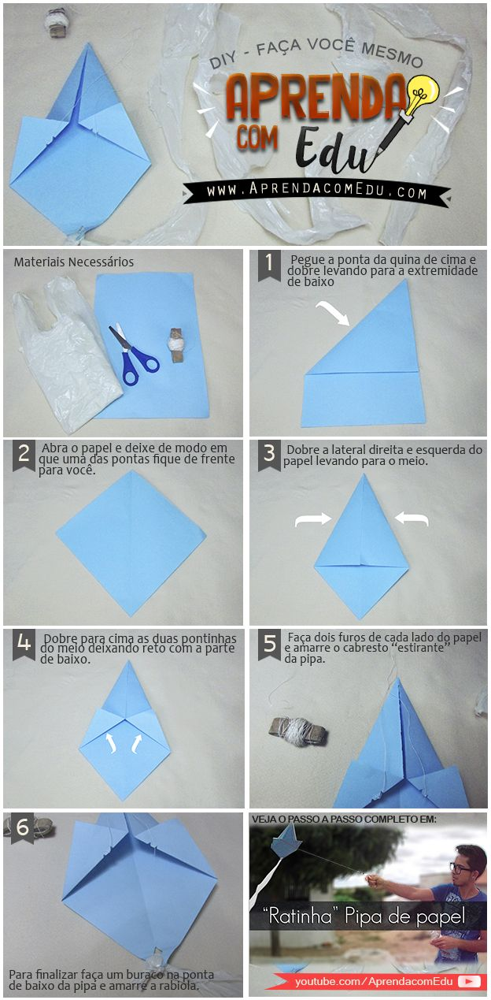 DIY - FAÇA VOCÊ MESMO
APRENDA
COM Edu
WWW.APRENDACOMEDU.COM
Materiais Necessários
1
Pegue a ponta da quina de cima e
dobre levando para a extremidade
de baixo
2
Abra o papel e deixe de modo em
que uma das pontas fique de frente
para você.
3
Dobre a lateral direita e esquerda do
papel levando para o meio.
4
Dobre para cima as duas pontinhas
do meio deixando reto com a parte
de baixo.
5
Faça dois furos de cada lado do papel
e amarre o cabresto “estirante”
da pipa.
6
Para finalizar faça um buraco na ponta
de baixo da pipa e amarre a rabiola.
VEJA O PASSO A PASSO COMPLETO EM:
“Ratinha” Pipa de papel
youtube.com/AprendacomEdu